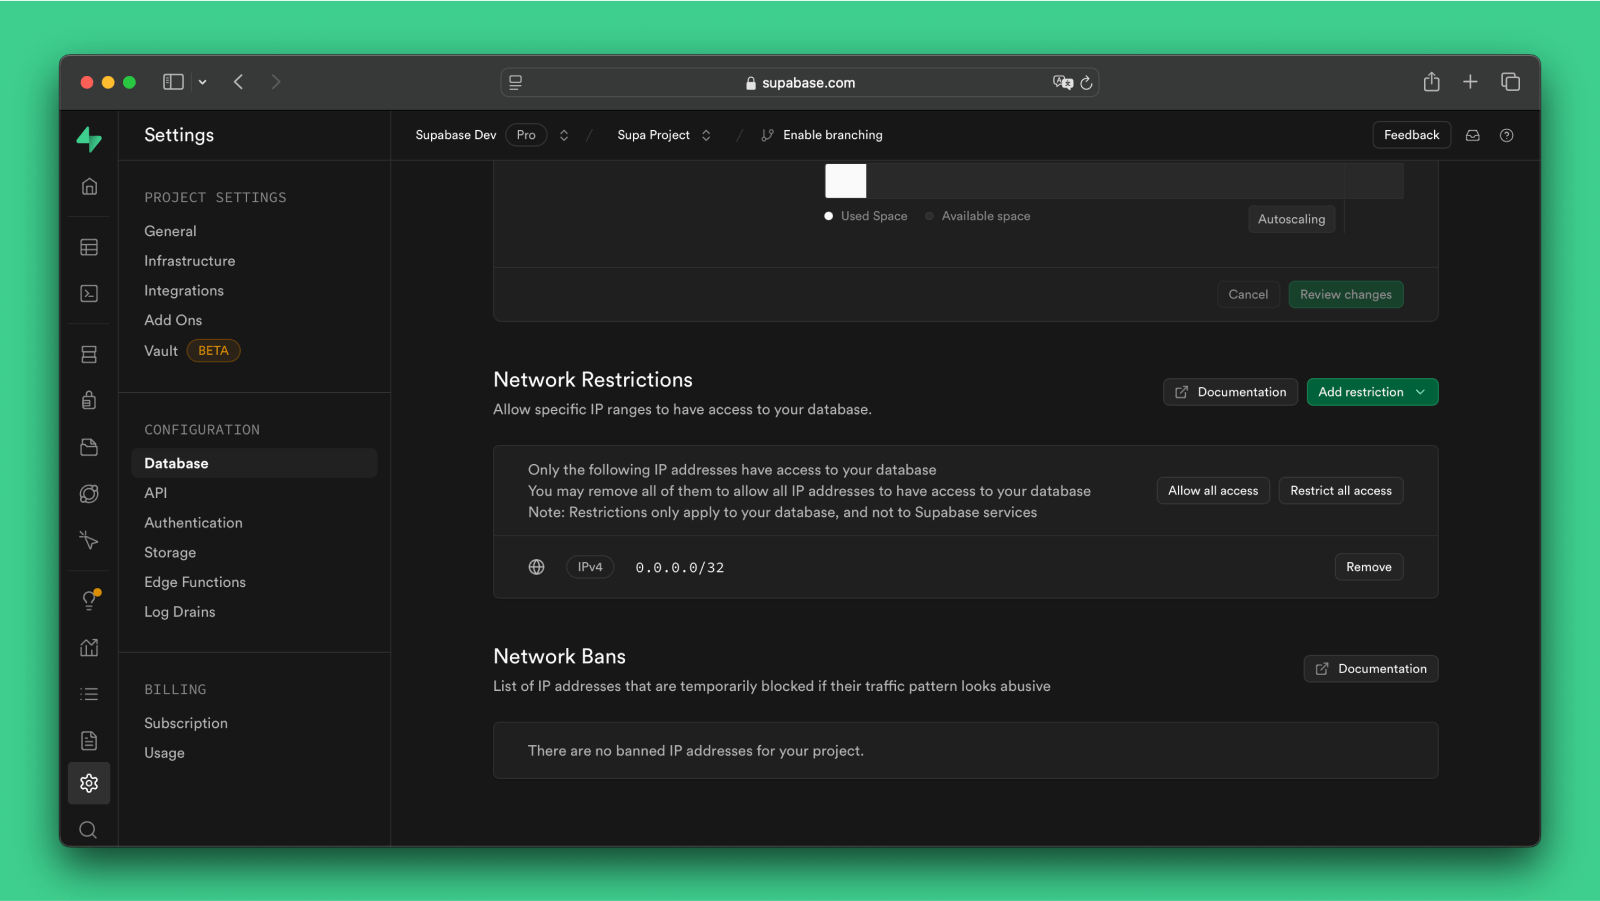 supabase.com
Settings
Supabase Dev Pro / Supa Project / Enable branching
Feedback
PROJECT SETTINGS
General
Infrastructure
Integrations
Add Ons
Vault BETA
CONFIGURATION
Database
API
Authentication
Storage
Edge Functions
Log Drains
BILLING
Subscription
Usage
Used Space Available space
Autoscaling
Cancel Review changes
Network Restrictions
Allow specific IP ranges to have access to your database.
Documentation Add restriction
Only the following IP addresses have access to your database
You may remove all of them to allow all IP addresses to have access to your database
Note: Restrictions only apply to your database, and not to Supabase services
Allow all access Restrict all access
IPv4 0.0.0.0/32 Remove
Network Bans
List of IP addresses that are temporarily blocked if their traffic pattern looks abusive
Documentation
There are no banned IP addresses for your project.